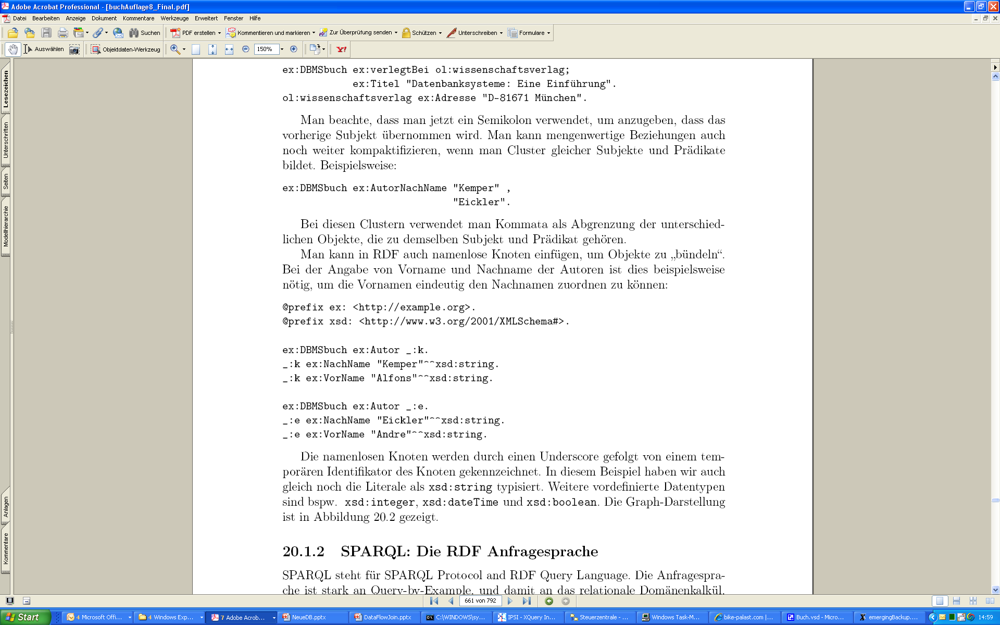 Adobe Acrobat Professional - [buchAuflage8_Final.pdf]
Datei Bearbeiten Anzeige Dokument Kommentare Werkzeuge Erweitert Fenster Hilfe
Suchen PDF erstellen Kommentieren und markieren Zur Überprüfung senden Schützen Unterschreiben Formulare
Auswählen Objektdaten-Werkzeug 150% Y!
Lesezeichen
Unterschriften
Seiten
Modellhierarchie
Anlagen
Kommentare
ex:DBMSbuch ex:verlegtBei ol:wissenschaftsverlag;
ex:Titel "Datenbanksysteme: Eine Einführung".
ol:wissenschaftsverlag ex:Adresse "D-81671 München".
Man beachte, dass man jetzt ein Semikolon verwendet, um anzugeben, dass das
vorherige Subjekt übernommen wird. Man kann mengenwertige Beziehungen auch
noch weiter kompaktifizieren, wenn man Cluster gleicher Subjekte und Prädikate
bildet. Beispielsweise:
ex:DBMSbuch ex:AutorNachName "Kemper" ,
"Eickler".
Bei diesen Clustern verwendet man Kommata als Abgrenzung der unterschied-
lichen Objekte, die zu demselben Subjekt und Prädikat gehören.
Man kann in RDF auch namenlose Knoten einfügen, um Objekte zu „bündeln“.
Bei der Angabe von Vorname und Nachname der Autoren ist dies beispielsweise
nötig, um die Vornamen eindeutig den Nachnamen zuordnen zu können:
@prefix ex: <http://example.org>.
@prefix xsd: <http://www.w3.org/2001/XMLSchema#>.
ex:DBMSbuch ex:Autor _:k.
_:k ex:NachName "Kemper"^^xsd:string.
_:k ex:VorName "Alfons"^^xsd:string.
ex:DBMSbuch ex:Autor _:e.
_:e ex:NachName "Eickler"^^xsd:string.
_:e ex:VorName "Andre"^^xsd:string.
Die namenlosen Knoten werden durch einen Underscore gefolgt von einem tem-
porären Identifikator des Knoten gekennzeichnet. In diesem Beispiel haben wir auch
gleich noch die Literale als xsd:string typisiert. Weitere vordefinierte Datentypen
sind bspw. xsd:integer, xsd:dateTime und xsd:boolean. Die Graph-Darstellung
ist in Abbildung 20.2 gezeigt.
20.1.2 SPARQL: Die RDF Anfragesprache
SPARQL steht für SPARQL Protocol and RDF Query Language. Die Anfragespra-
che ist stark an Query-by-Example, und damit an das relationale Domänenkalkül,
661 von 792
Start 4 Microsoft Offi... 4 Windows Exp... 7 Adobe Acrob... NeueDB.pptx DataFlowJoin.pptx C:\WINDOWS\sy... IPSI - XQuery In... Steuerzentrale - ... Windows Task-M... bike-palast.com |... Buch.vsd - Micro... emergingBackup.... 14:59